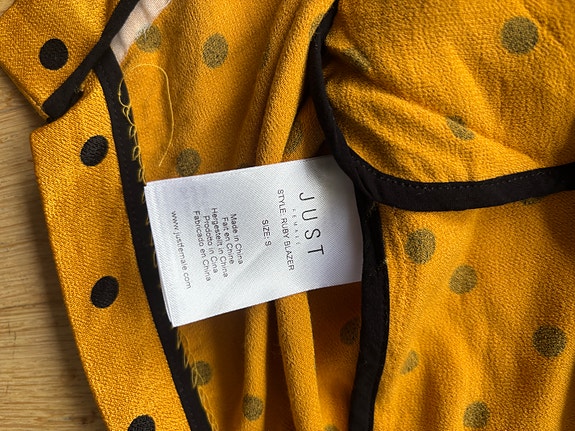 JUST
FEMALE
STYLE: RUBY BLAZER
SIZE: S
Made in China
Fait en Chine
Hergestellt in China
Prodotto in Cina
Fabricado en China
www.justfemale.com